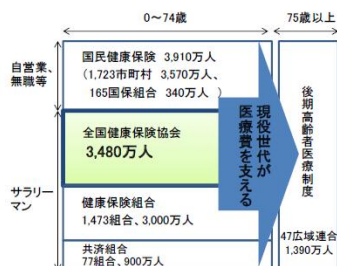 0～74歳
75歳以上
自営業、
無職等
国民健康保険 3,910万人
（1,723市町村 3,570万人、
165国保組合 340万人 ）
全国健康保険協会
3,480万人
サラリー
マン
健康保険組合
1,473組合、3,000万人
共済組合
77組合、900万人
現役世代が
医療費を支える
後期高齢者医療制度
47広域連合
1,390万人